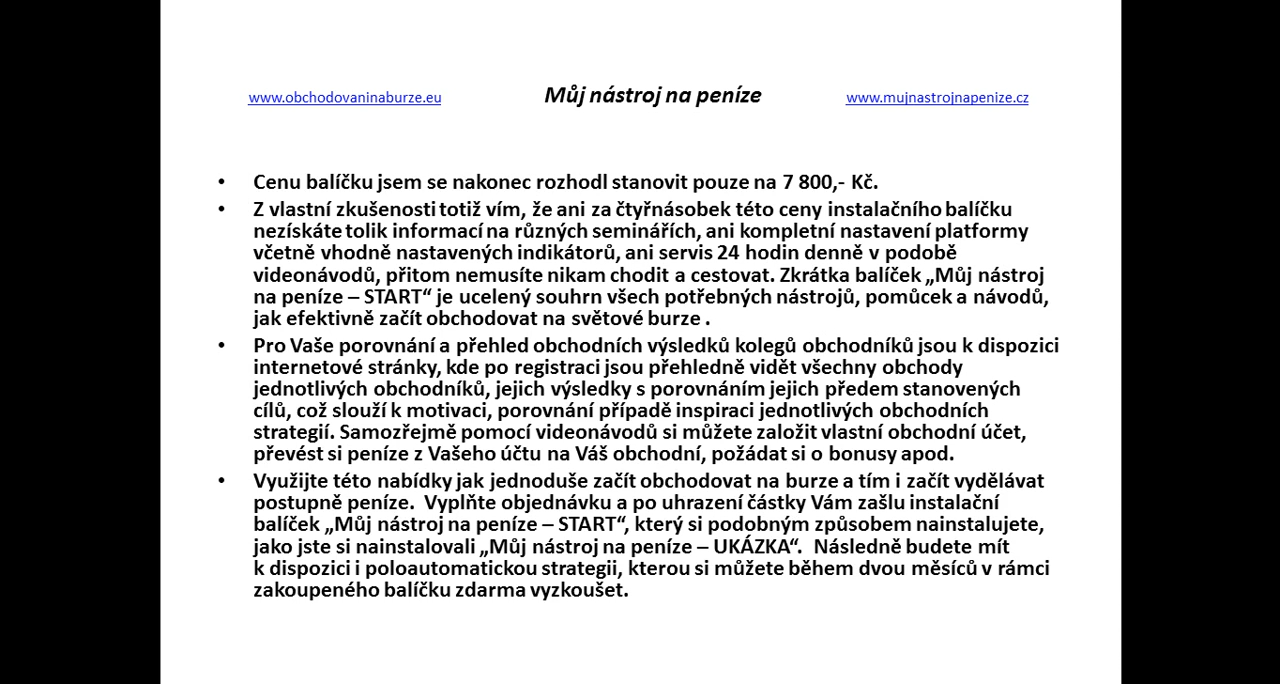 www.obchodovaninaburze.eu Můj nástroj na peníze www.mujnastrojnapenize.cz
• Cenu balíčku jsem se nakonec rozhodl stanovit pouze na 7 800,- Kč.
• Z vlastní zkušenosti totiž vím, že ani za čtyřnásobek této ceny instalačního balíčku
nezískáte tolik informací na různých seminářích, ani kompletní nastavení platformy
včetně vhodně nastavených indikátorů, ani servis 24 hodin denně v podobě
videonávodů, přitom nemusíte nikam chodit a cestovat. Zkrátka balíček „Můj nástroj
na peníze – START“ je ucelený souhrn všech potřebných nástrojů, pomůcek a návodů,
jak efektivně začít obchodovat na světové burze .
• Pro Vaše porovnání a přehled obchodních výsledků kolegů obchodníků jsou k dispozici
internetové stránky, kde po registraci jsou přehledně vidět všechny obchody
jednotlivých obchodníků, jejich výsledky s porovnáním jejich předem stanovených
cílů, což slouží k motivaci, porovnání případě inspiraci jednotlivých obchodních
strategií. Samozřejmě pomocí videonávodů si můžete založit vlastní obchodní účet,
převést si peníze z Vašeho účtu na Váš obchodní, požádat si o bonusy apod.
• Využijte této nabídky jak jednoduše začít obchodovat na burze a tím i začít vydělávat
postupně peníze. Vyplňte objednávku a po uhrazení částky Vám zašlu instalační
balíček „Můj nástroj na peníze – START“, který si podobným způsobem nainstalujete,
jako jste si nainstalovali „Můj nástroj na peníze – UKÁZKA“. Následně budete mít
k dispozici i poloautomatickou strategii, kterou si můžete během dvou měsíců v rámci
zakoupeného balíčku zdarma vyzkoušet.